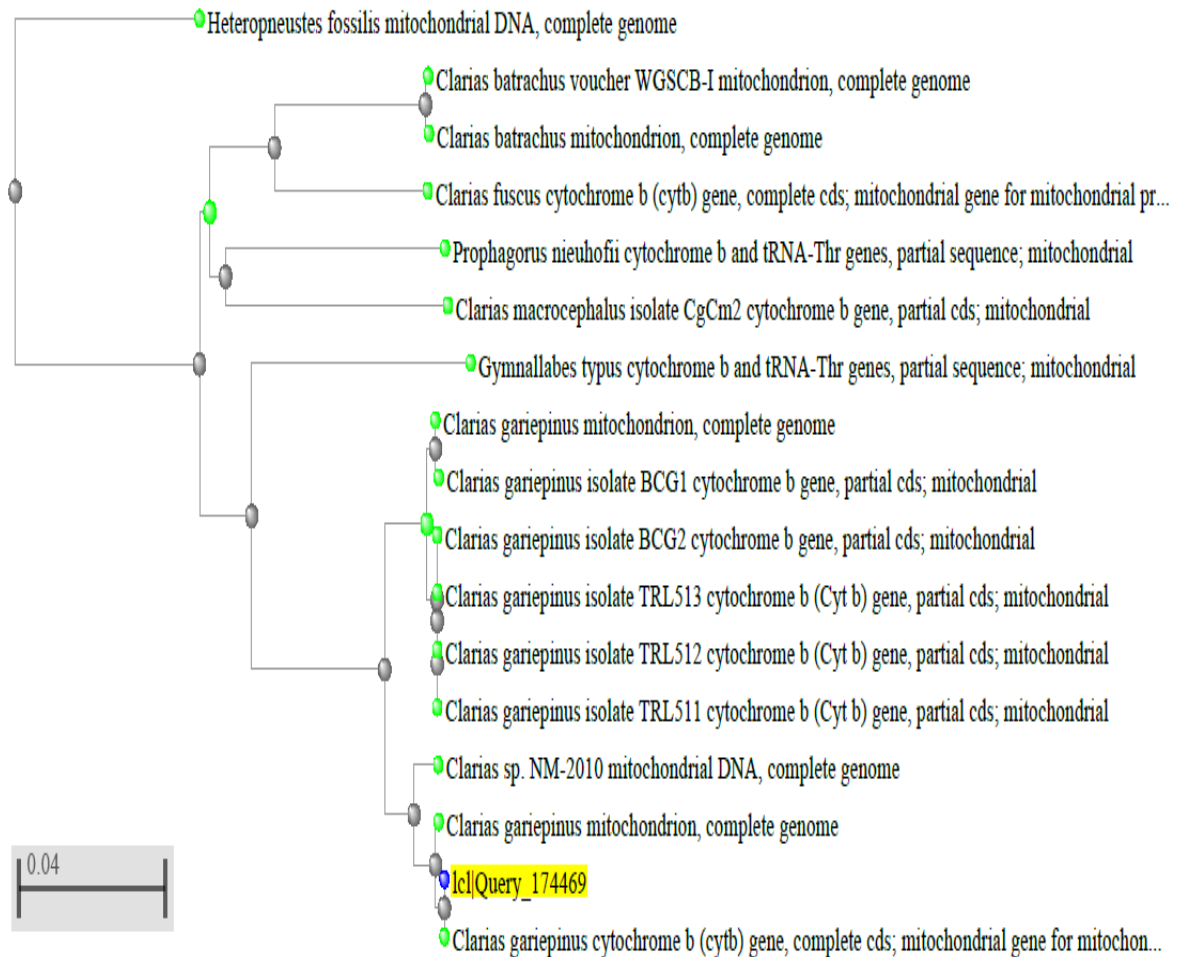 Heteropneustes fossilis mitochondrial DNA, complete genome
Clarias batrachus voucher WGSCB-I mitochondrion, complete genome
Clarias batrachus mitochondrion, complete genome
Clarias fuscus cytochrome b (cytb) gene, complete cds; mitochondrial gene for mitochondrial pr...
Prophagorus nieuhofii cytochrome b and tRNA-Thr genes, partial sequence; mitochondrial
Clarias macrocephalus isolate CgCm2 cytochrome b gene, partial cds; mitochondrial
Gymnallabes typus cytochrome b and tRNA-Thr genes, partial sequence; mitochondrial
Clarias gariepinus mitochondrion, complete genome
Clarias gariepinus isolate BCG1 cytochrome b gene, partial cds; mitochondrial
Clarias gariepinus isolate BCG2 cytochrome b gene, partial cds; mitochondrial
Clarias gariepinus isolate TRL513 cytochrome b (Cyt b) gene, partial cds; mitochondrial
Clarias gariepinus isolate TRL512 cytochrome b (Cyt b) gene, partial cds; mitochondrial
Clarias gariepinus isolate TRL511 cytochrome b (Cyt b) gene, partial cds; mitochondrial
Clarias sp. NM-2010 mitochondrial DNA, complete genome
Clarias gariepinus mitochondrion, complete genome
0.04
lcl|Query_174469
Clarias gariepinus cytochrome b (cytb) gene, complete cds; mitochondrial gene for mitochon...